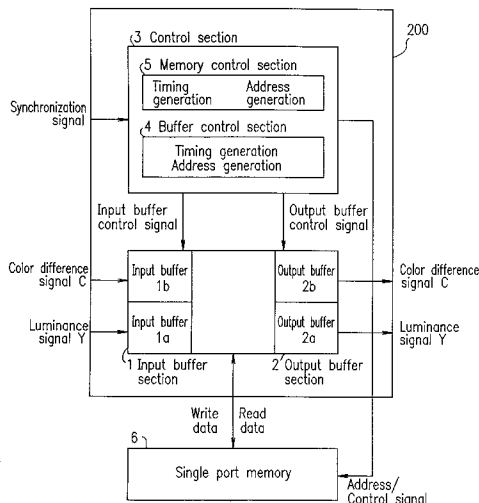 200
3 Control section
5 Memory control section
Timing generation
Address generation
4 Buffer control section
Timing generation
Address generation
Synchronization signal
Input buffer control signal
Output buffer control signal
Color difference signal C
Input buffer 1b
Output buffer 2b
Color difference signal C
Luminance signal Y
Input buffer 1a
Output buffer 2a
Luminance signal Y
1 Input buffer section
2 Output buffer section
Write data
Read data
6
Single port memory
Address/ Control signal